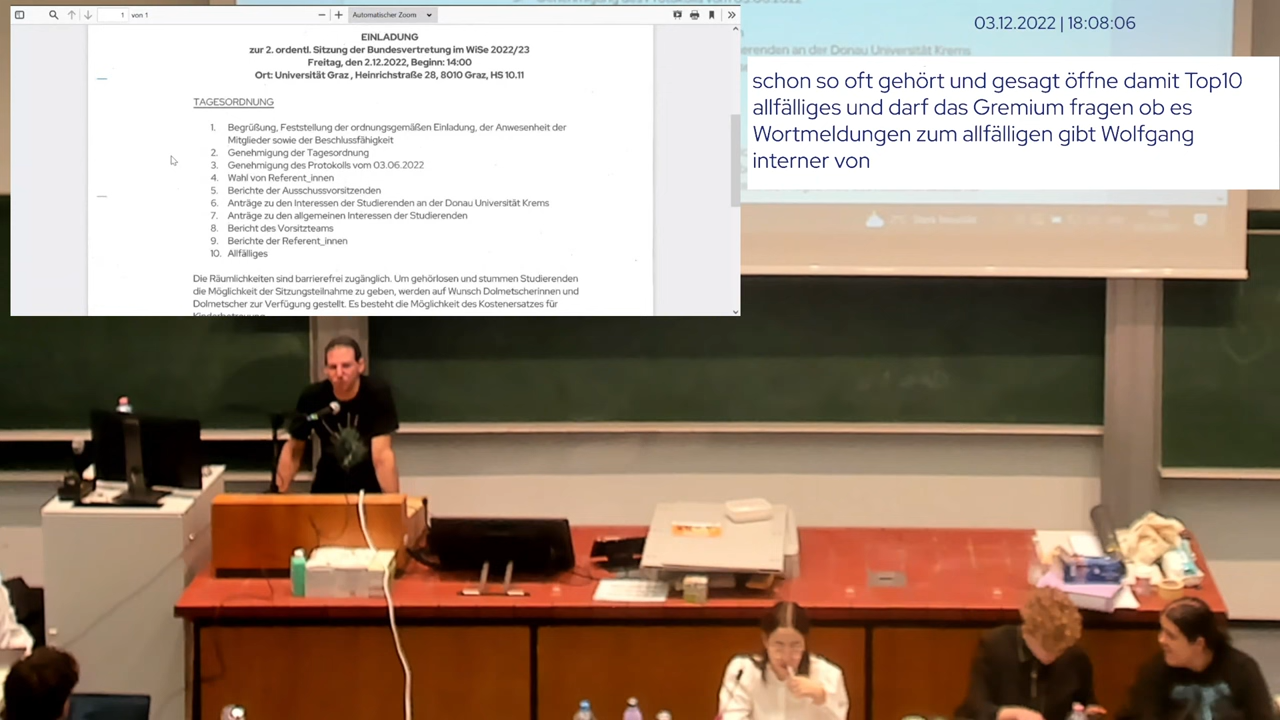 1 von 1
Automatischer Zoom
EINLADUNG
zur 2. ordentl. Sitzung der Bundesvertretung im WiSe 2022/23
Freitag, den 2.12.2022, Beginn: 14:00
Ort: Universität Graz , Heinrichstraße 28, 8010 Graz, HS 10.11
TAGESORDNUNG
1. Begrüßung, Feststellung der ordnungsgemäßen Einladung, der Anwesenheit der
Mitglieder sowie der Beschlussfähigkeit
2. Genehmigung der Tagesordnung
3. Genehmigung des Protokolls vom 03.06.2022
4. Wahl von Referent_innen
5. Berichte der Ausschussvorsitzenden
6. Anträge zu den Interessen der Studierenden an der Donau Universität Krems
7. Anträge zu den allgemeinen Interessen der Studierenden
8. Bericht des Vorsitzteams
9. Berichte der Referent_innen
10. Allfälliges
Die Räumlichkeiten sind barrierefrei zugänglich. Um gehörlosen und stummen Studierenden
die Möglichkeit der Sitzungsteilnahme zu geben, werden auf Wunsch Dolmetscherinnen und
Dolmetscher zur Verfügung gestellt. Es besteht die Möglichkeit des Kostenersatzes für
Kinderbetreuung
03.12.2022 | 18:08:06
erenden an der Donau Universität Krems
schon so oft gehört und gesagt öffne damit Top10
allfälliges und darf das Gremium fragen ob es
Wortmeldungen zum allfälligen gibt Wolfgang
interner von